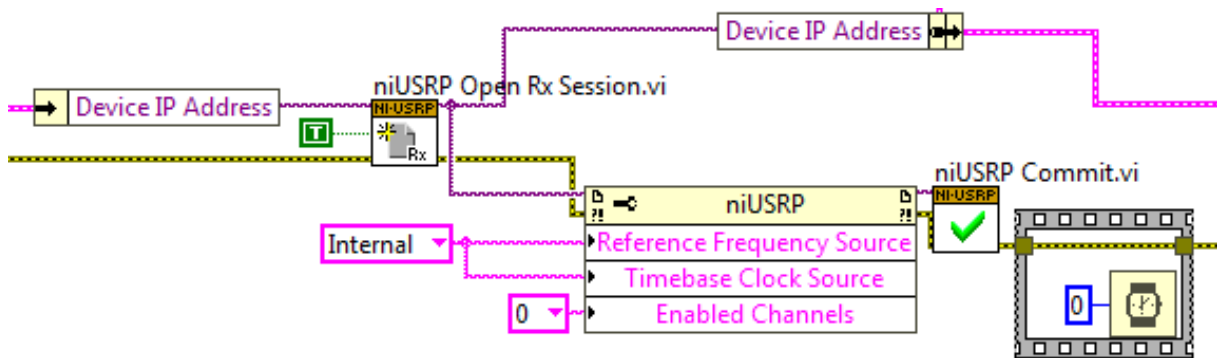 Device IP Address
niUSRP Open Rx Session.vi
NI-USRP
Device IP Address
T
Rx
niUSRP Commit.vi
niUSRP
NI-USRP
Internal
Reference Frequency Source
Timebase Clock Source
0
Enabled Channels
0